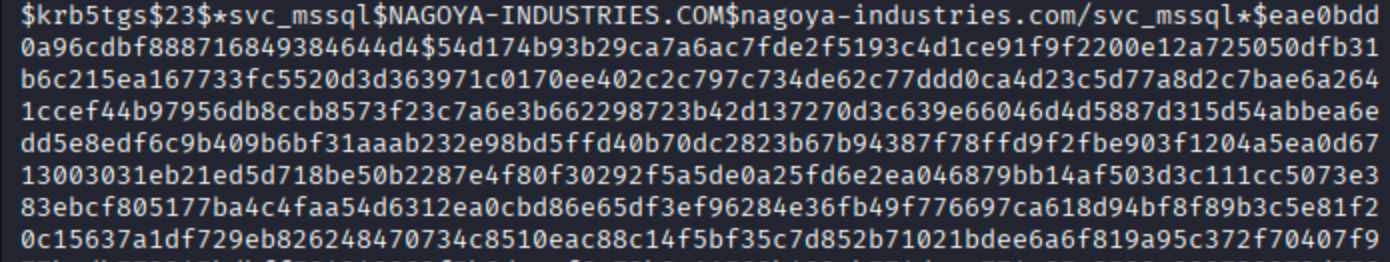 $krb5tgs$23$*svc_mssql$NAGOYA-INDUSTRIES.COM$nagoya-industries.com/svc_mssql*$eae0bdd
0a96cdbf888716849384644d4$54d174b93b29ca7a6ac7fde2f5193c4d1ce91f9f2200e12a725050dfb31
b6c215ea167733fc5520d3d363971c0170ee402c2c797c734de62c77ddd0ca4d23c5d77a8d2c7bae6a264
1ccef44b97956db8ccb8573f23c7a6e3b662298723b42d137270d3c639e66046d4d5887d315d54abbea6e
dd5e8edf6c9b409b6bf31aaab232e98bd5ffd40b70dc2823b67b94387f78ffd9f2fbe903f1204a5ea0d67
13003031eb21ed5d718be50b2287e4f80f30292f5a5de0a25fd6e2ea046879bb14af503d3c111cc5073e3
83ebcf805177ba4c4faa54d6312ea0cbd86e65df3ef96284e36fb49f776697ca618d94bf8f89b3c5e81f2
0c15637a1df729eb826248470734c8510eac88c14f5bf35c7d852b71021bdee6a6f819a95c372f70407f9